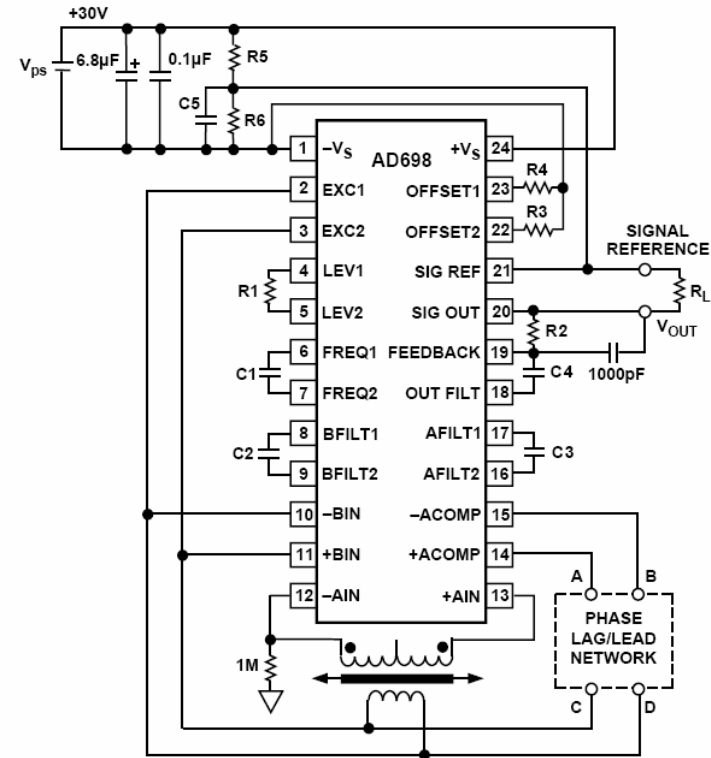 +30V
Vps
6.8μF
+
0.1μF
R5
C5
R6
AD698
1 –VS
+VS 24
2 EXC1
OFFSET1 23
R4
3 EXC2
OFFSET2 22
R3
SIGNAL
REFERENCE
4 LEV1
SIG REF 21
R1
RL
5 LEV2
SIG OUT 20
VOUT
R2
6 FREQ1
FEEDBACK 19
C1
C4
1000pF
7 FREQ2
OUT FILT 18
8 BFILT1
AFILT1 17
C2
C3
9 BFILT2
AFILT2 16
10 –BIN
–ACOMP 15
11 +BIN
+ACOMP 14
A
B
12 –AIN
+AIN 13
PHASE
LAG/LEAD
NETWORK
1M
C
D